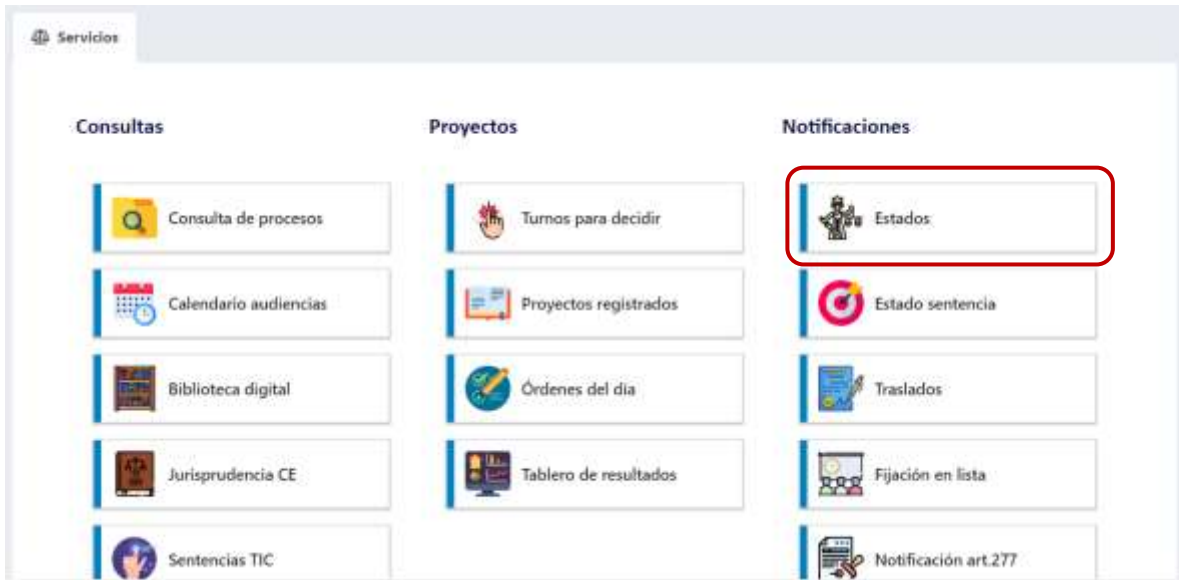 Servicios
Consultas
Consulta de procesos
Calendario audiencias
Biblioteca digital
Jurisprudencia CE
Sentencias TIC
Proyectos
Turnos para decidir
Proyectos registrados
Órdenes del dia
Tablero de resultados
Notificaciones
Estados
Estado sentencia
Traslados
Fijación en lista
Notificación art.277